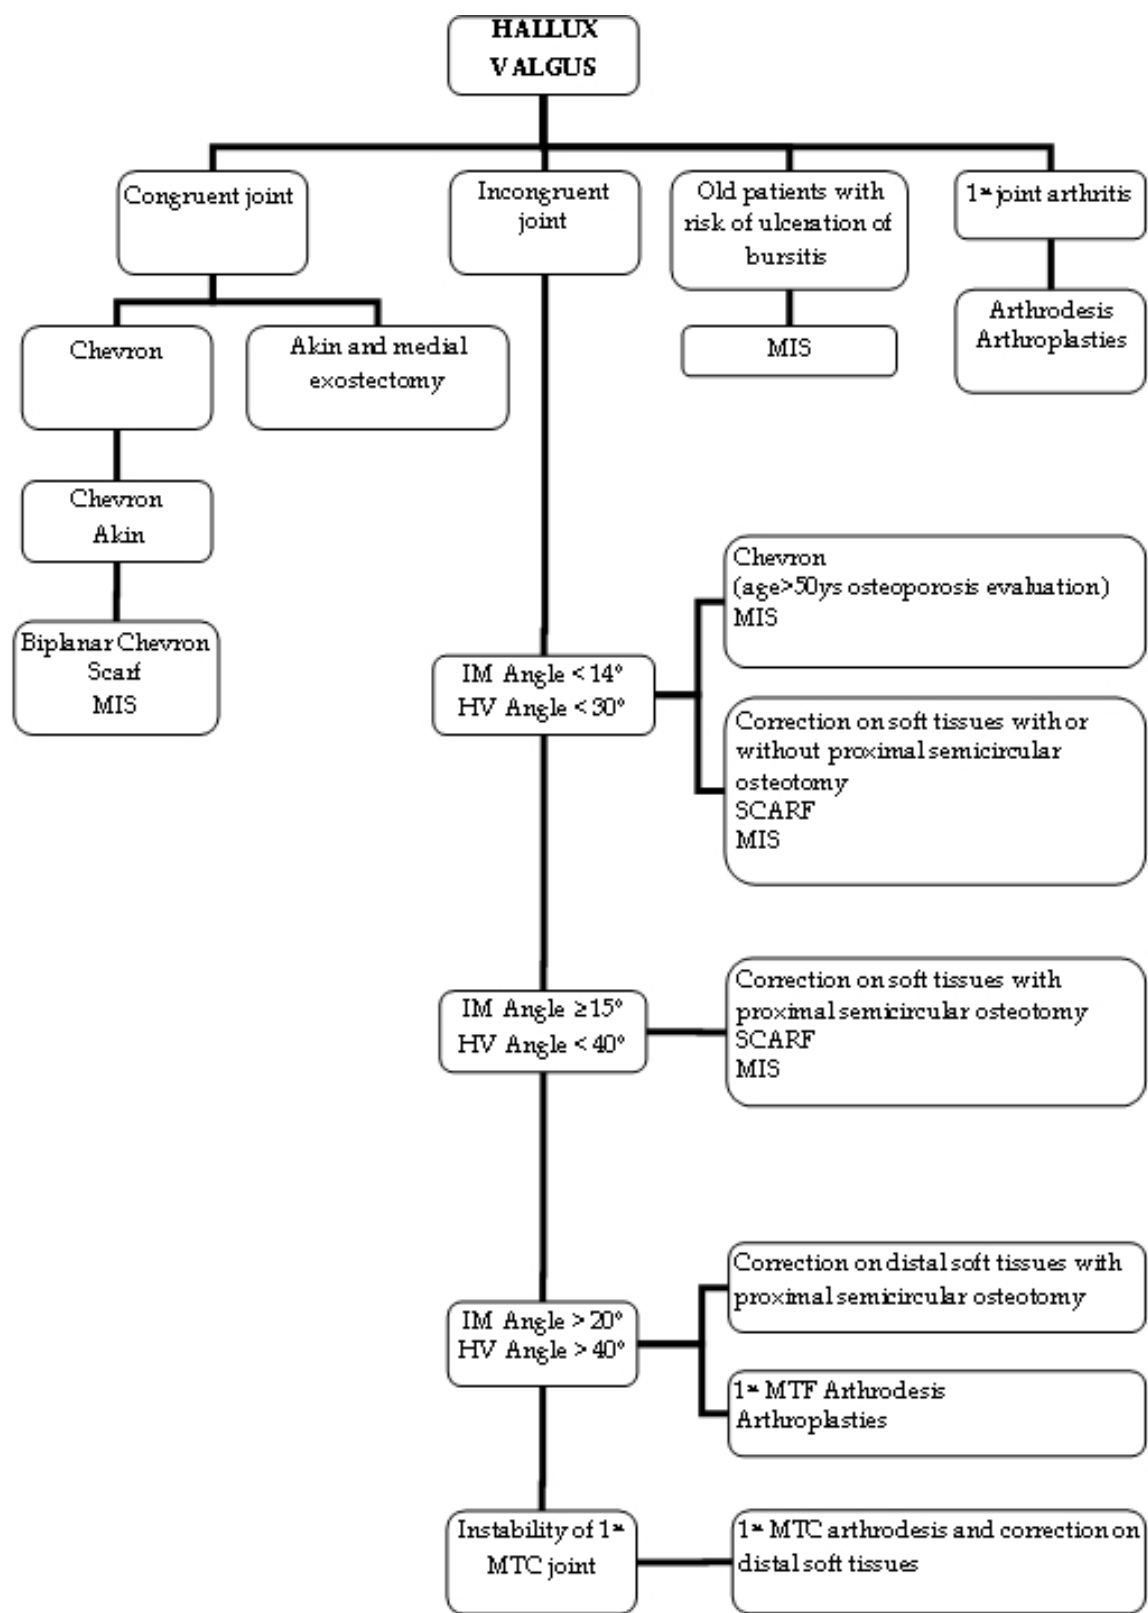 HALLUX
VALGUS
Congruent joint
Incongruent
joint
Old patients with
risk of ulceration of
bursitis
1st joint arthritis
Chevron
Akin and medial
exostectomy
MIS
Arthrodesis
Arthroplasties
Chevron
Akin
Biplanar Chevron
Scarf
MIS
IM Angle < 14°
HV Angle < 30°
Chevron
(age>50ys osteoporosis evaluation)
MIS
Correction on soft tissues with or
without proximal semicircular
osteotomy
SCARF
MIS
IM Angle ≥15°
HV Angle < 40°
Correction on soft tissues with
proximal semicircular osteotomy
SCARF
MIS
IM Angle > 20°
HV Angle > 40°
Correction on distal soft tissues with
proximal semicircular osteotomy
1st MTF Arthrodesis
Arthroplasties
Instability of 1st
MTC joint
1st MTC arthrodesis and correction on
distal soft tissues